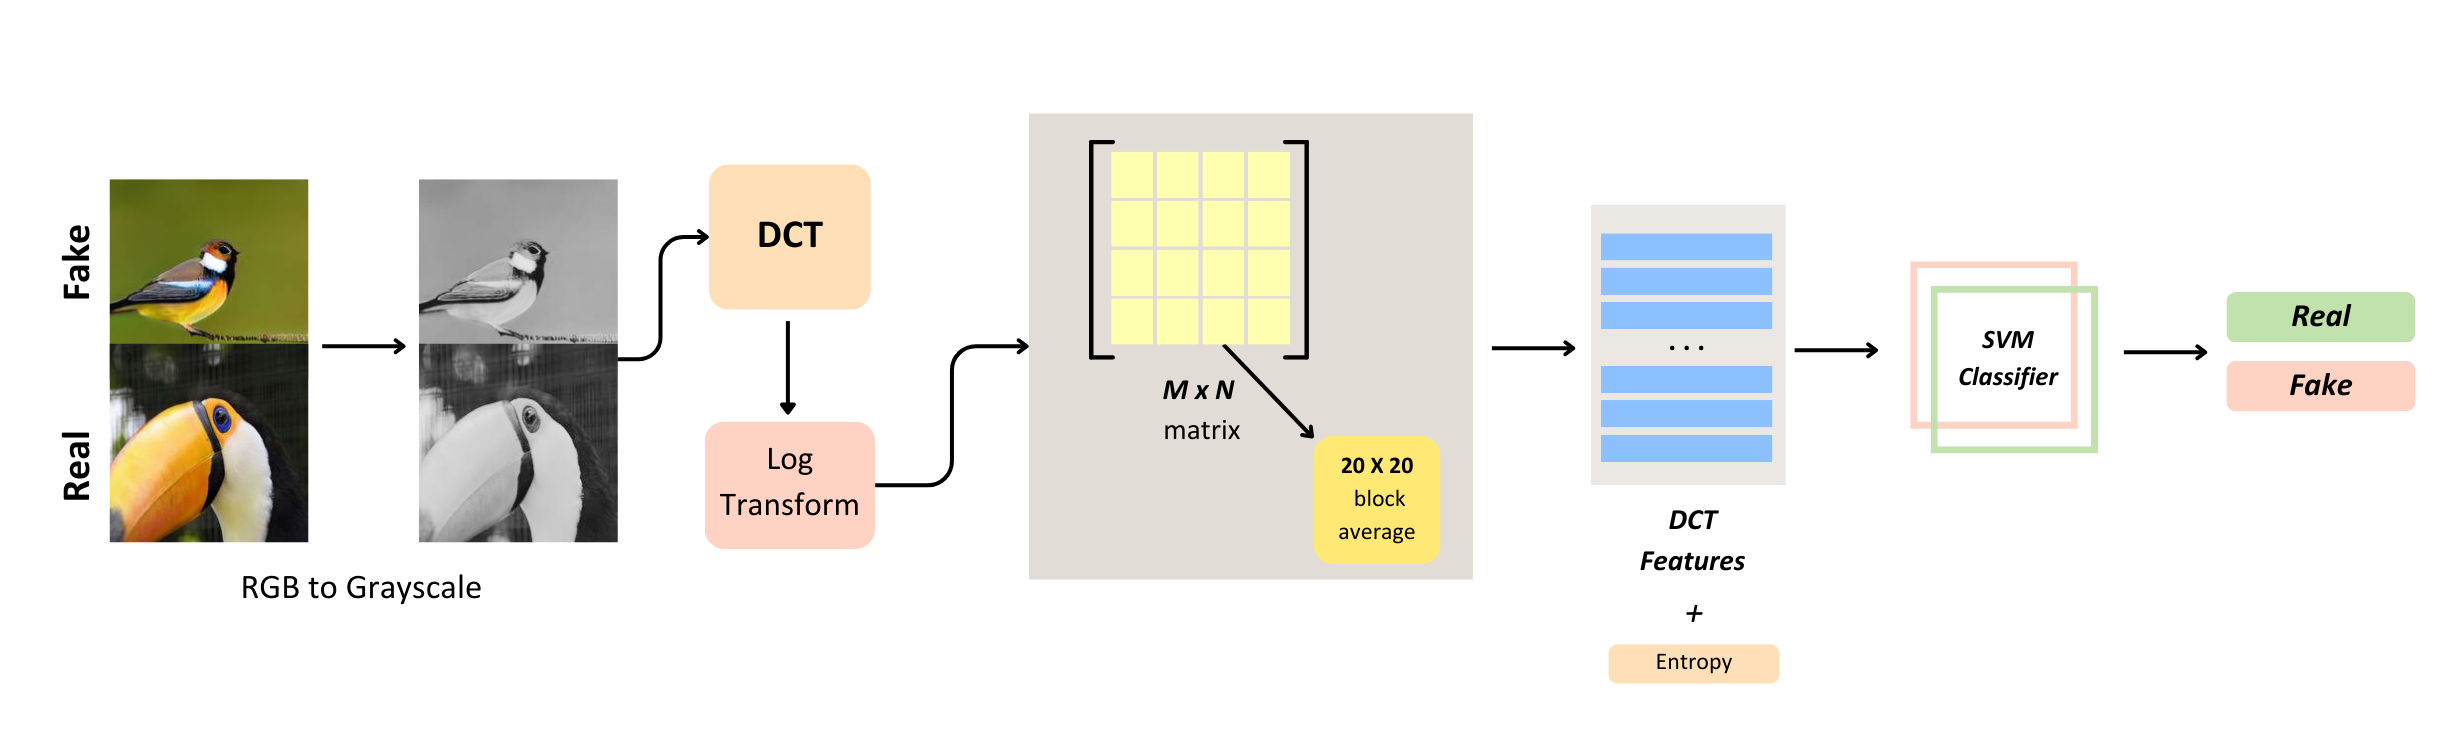 Fake
Real
RGB to Grayscale
DCT
Log
Transform
M x N
matrix
20 X 20
block
average
...
DCT
Features
+
Entropy
SVM
Classifier
Real
Fake